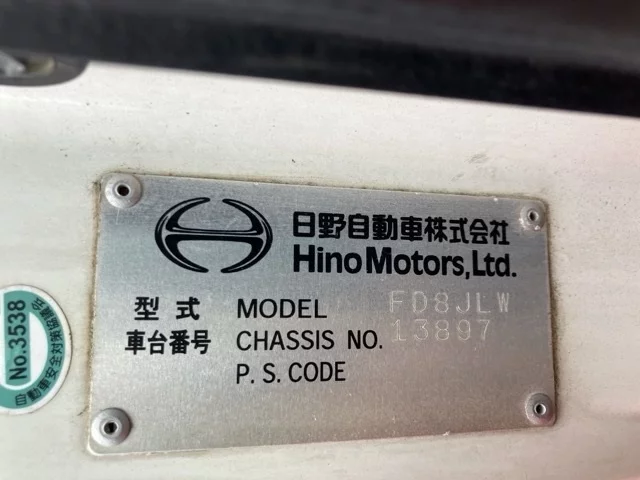 日野自動車株式会社
Hino Motors, Ltd.
型式 MODEL FD8JLW
車台番号 CHASSIS NO. 13897
P. S. CODE
No.3538